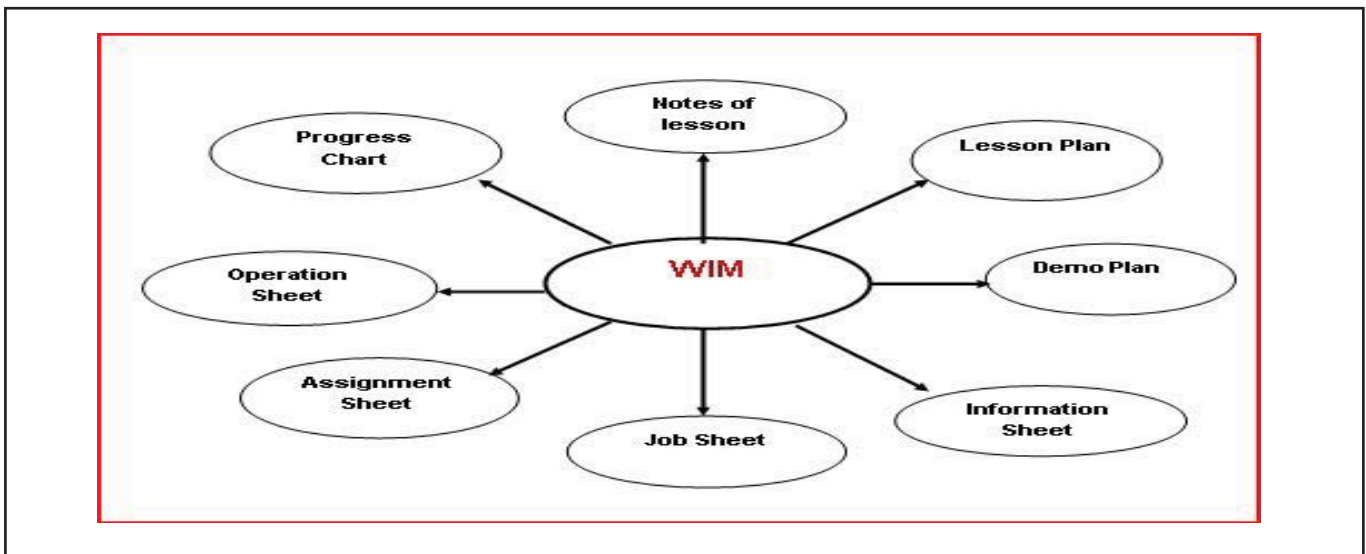 Notes of
lesson
Progress
Chart
Lesson Plan
WIM
Operation
Sheet
Demo Plan
Assignment
Sheet
Job Sheet
Information
Sheet